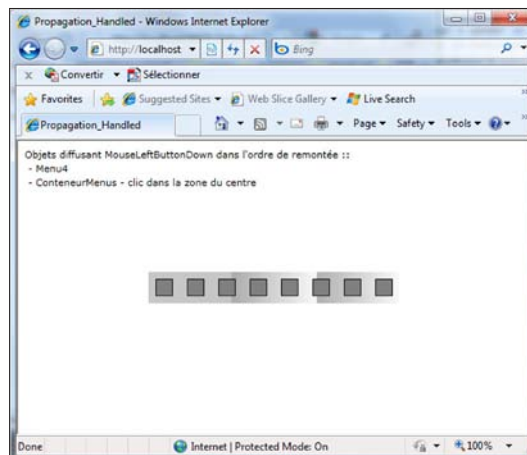 Propagation_Handled - Windows Internet Explorer
http://localhost
Bing
x Convertir Sélectionner
Favorites Suggested Sites Web Slice Gallery Live Search
Propagation_Handled Page Safety Tools
Objets diffusant MouseLeftButtonDown dans l'ordre de remontée ::
- Menu4
- ConteneurMenus - clic dans la zone du centre
Done Internet | Protected Mode: On 100%